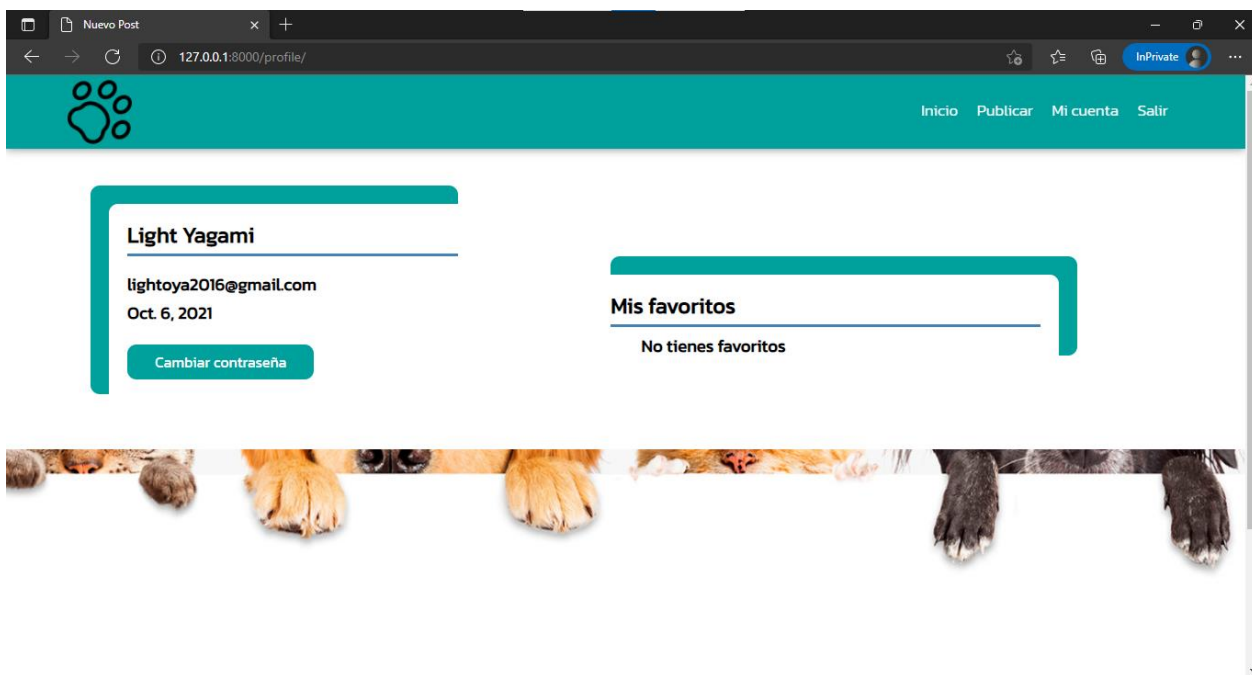 Nuevo Post
127.0.0.1:8000/profile/
InPrivate
Inicio Publicar Mi cuenta Salir
Light Yagami
lightoya2016@gmail.com
Oct. 6, 2021
Cambiar contraseña
Mis favoritos
No tienes favoritos